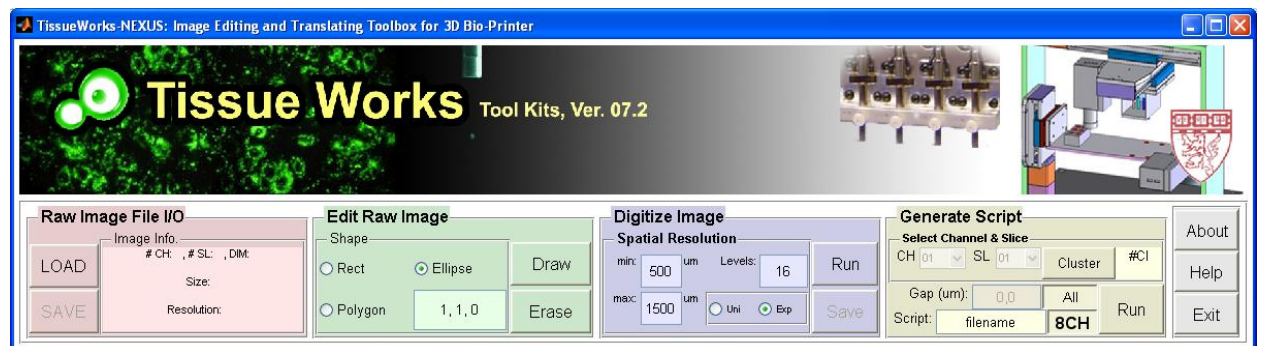 TissueWorks-NEXUS: Image Editing and Translating Toolbox for 3D Bio-Printer
Tissue Works Tool Kits, Ver. 07.2
Raw Image File I/O
Image Info.
# CH: , # SL: , DIM:
Size:
Resolution:
LOAD
SAVE
Edit Raw Image
Shape
Rect
Ellipse
Polygon
1, 1, 0
Draw
Erase
Digitize Image
Spatial Resolution
min: 500 um Levels: 16
max: 1500 um
Uni
Exp
Run
Save
Generate Script
Select Channel & Slice
CH 01 SL 01 Cluster #Cl
Gap (um): 0,0 All
Script: filename 8CH
Run
About
Help
Exit